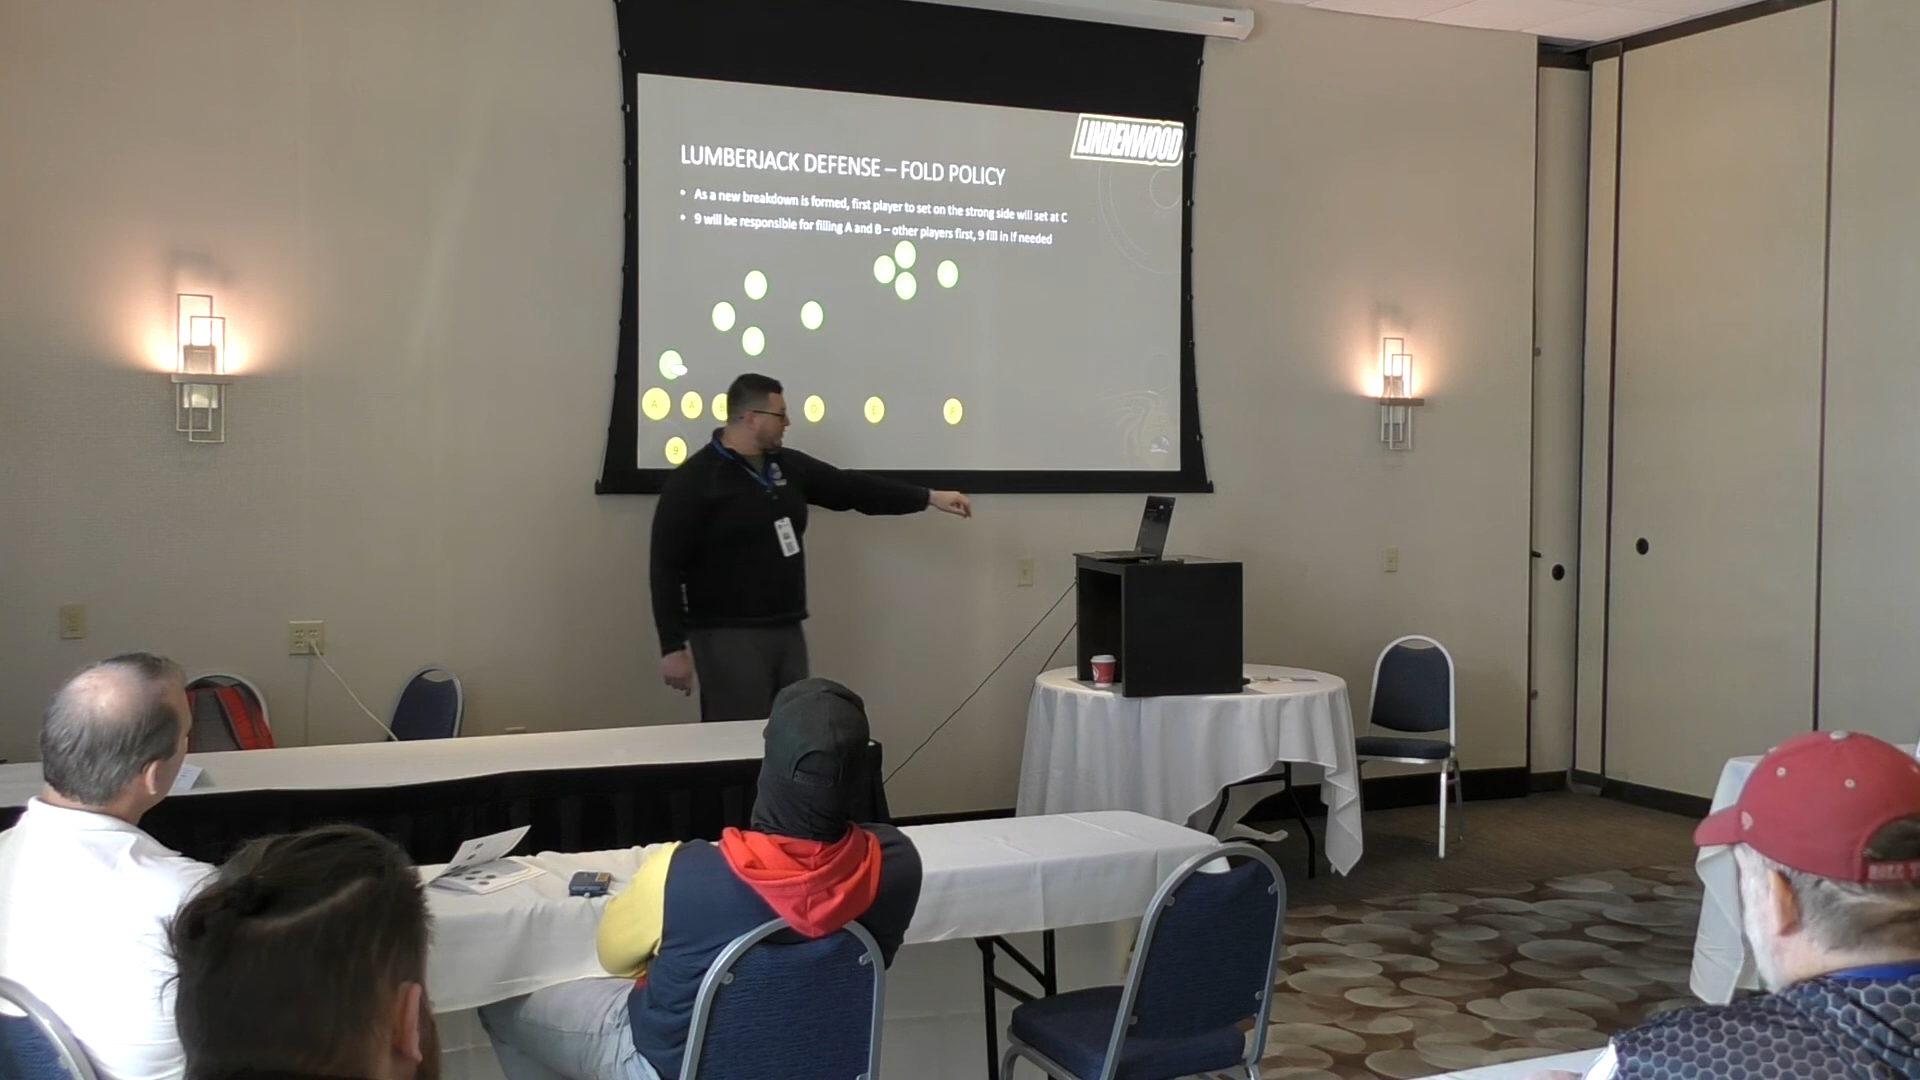 LINDENWOOD
LUMBERJACK DEFENSE – FOLD POLICY
• As a new breakdown is formed, first player to set on the strong side will set at C
• 9 will be responsible for filling A and B – other players first, 9 fill in if needed
A A B D E F
9